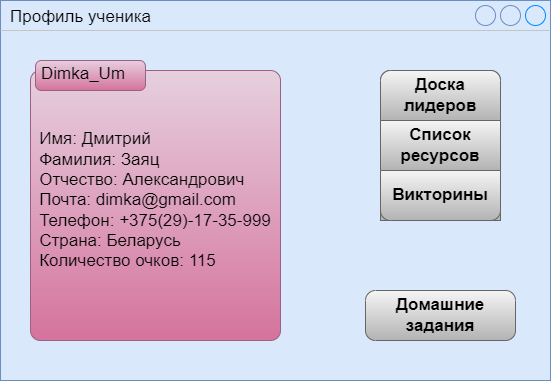 Профиль ученика
Dimka_Um
Имя: Дмитрий
Фамилия: Заяц
Отчество: Александрович
Почта: dimka@gmail.com
Телефон: +375(29)-17-35-999
Страна: Беларусь
Количество очков: 115
Доска
лидеров
Список
ресурсов
Викторины
Домашние
задания